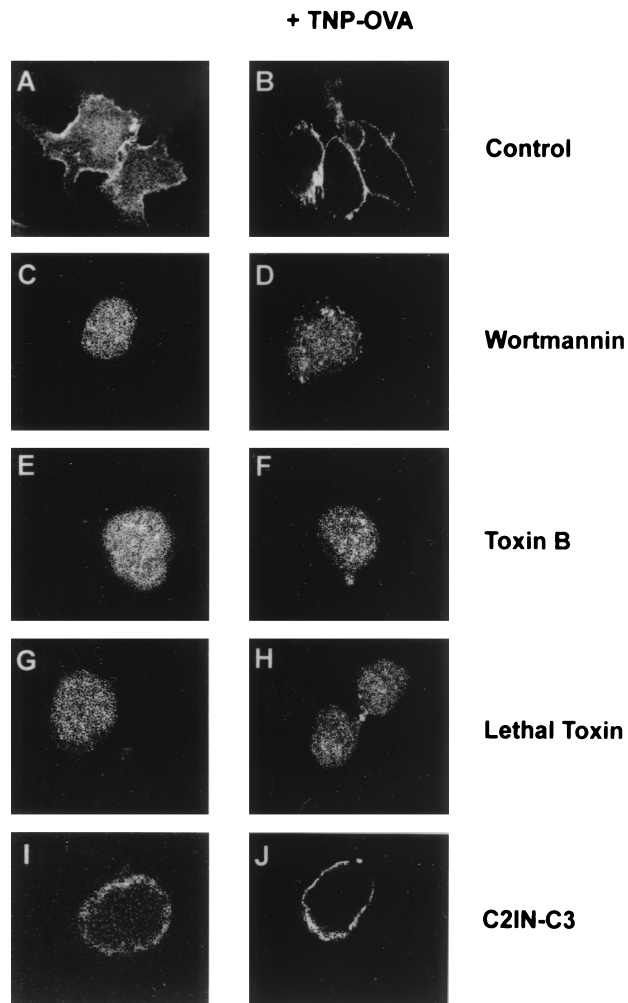 + TNP-OVA
A
B
Control
C
D
Wortmannin
E
F
Toxin B
G
H
Lethal Toxin
I
J
C2IN-C3